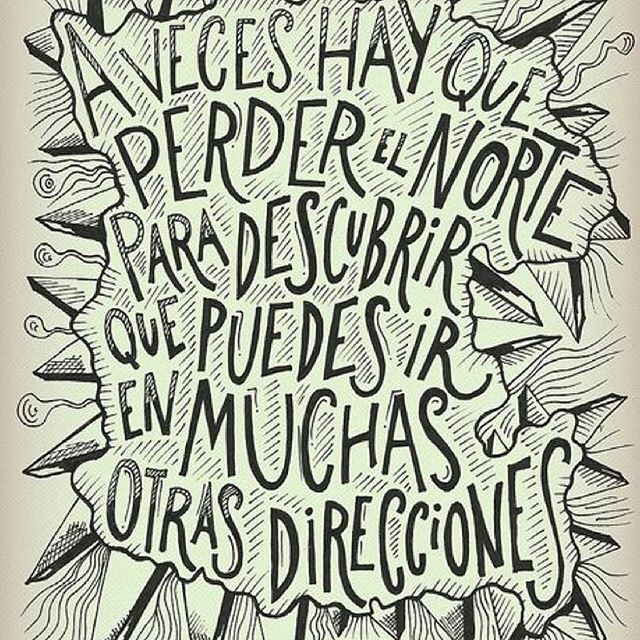 A VECES HAY QUE
PERDER EL NORTE
PARA DESCUBRIR
QUE PUEDES IR
EN MUCHAS
OTRAS DIRECCIONES